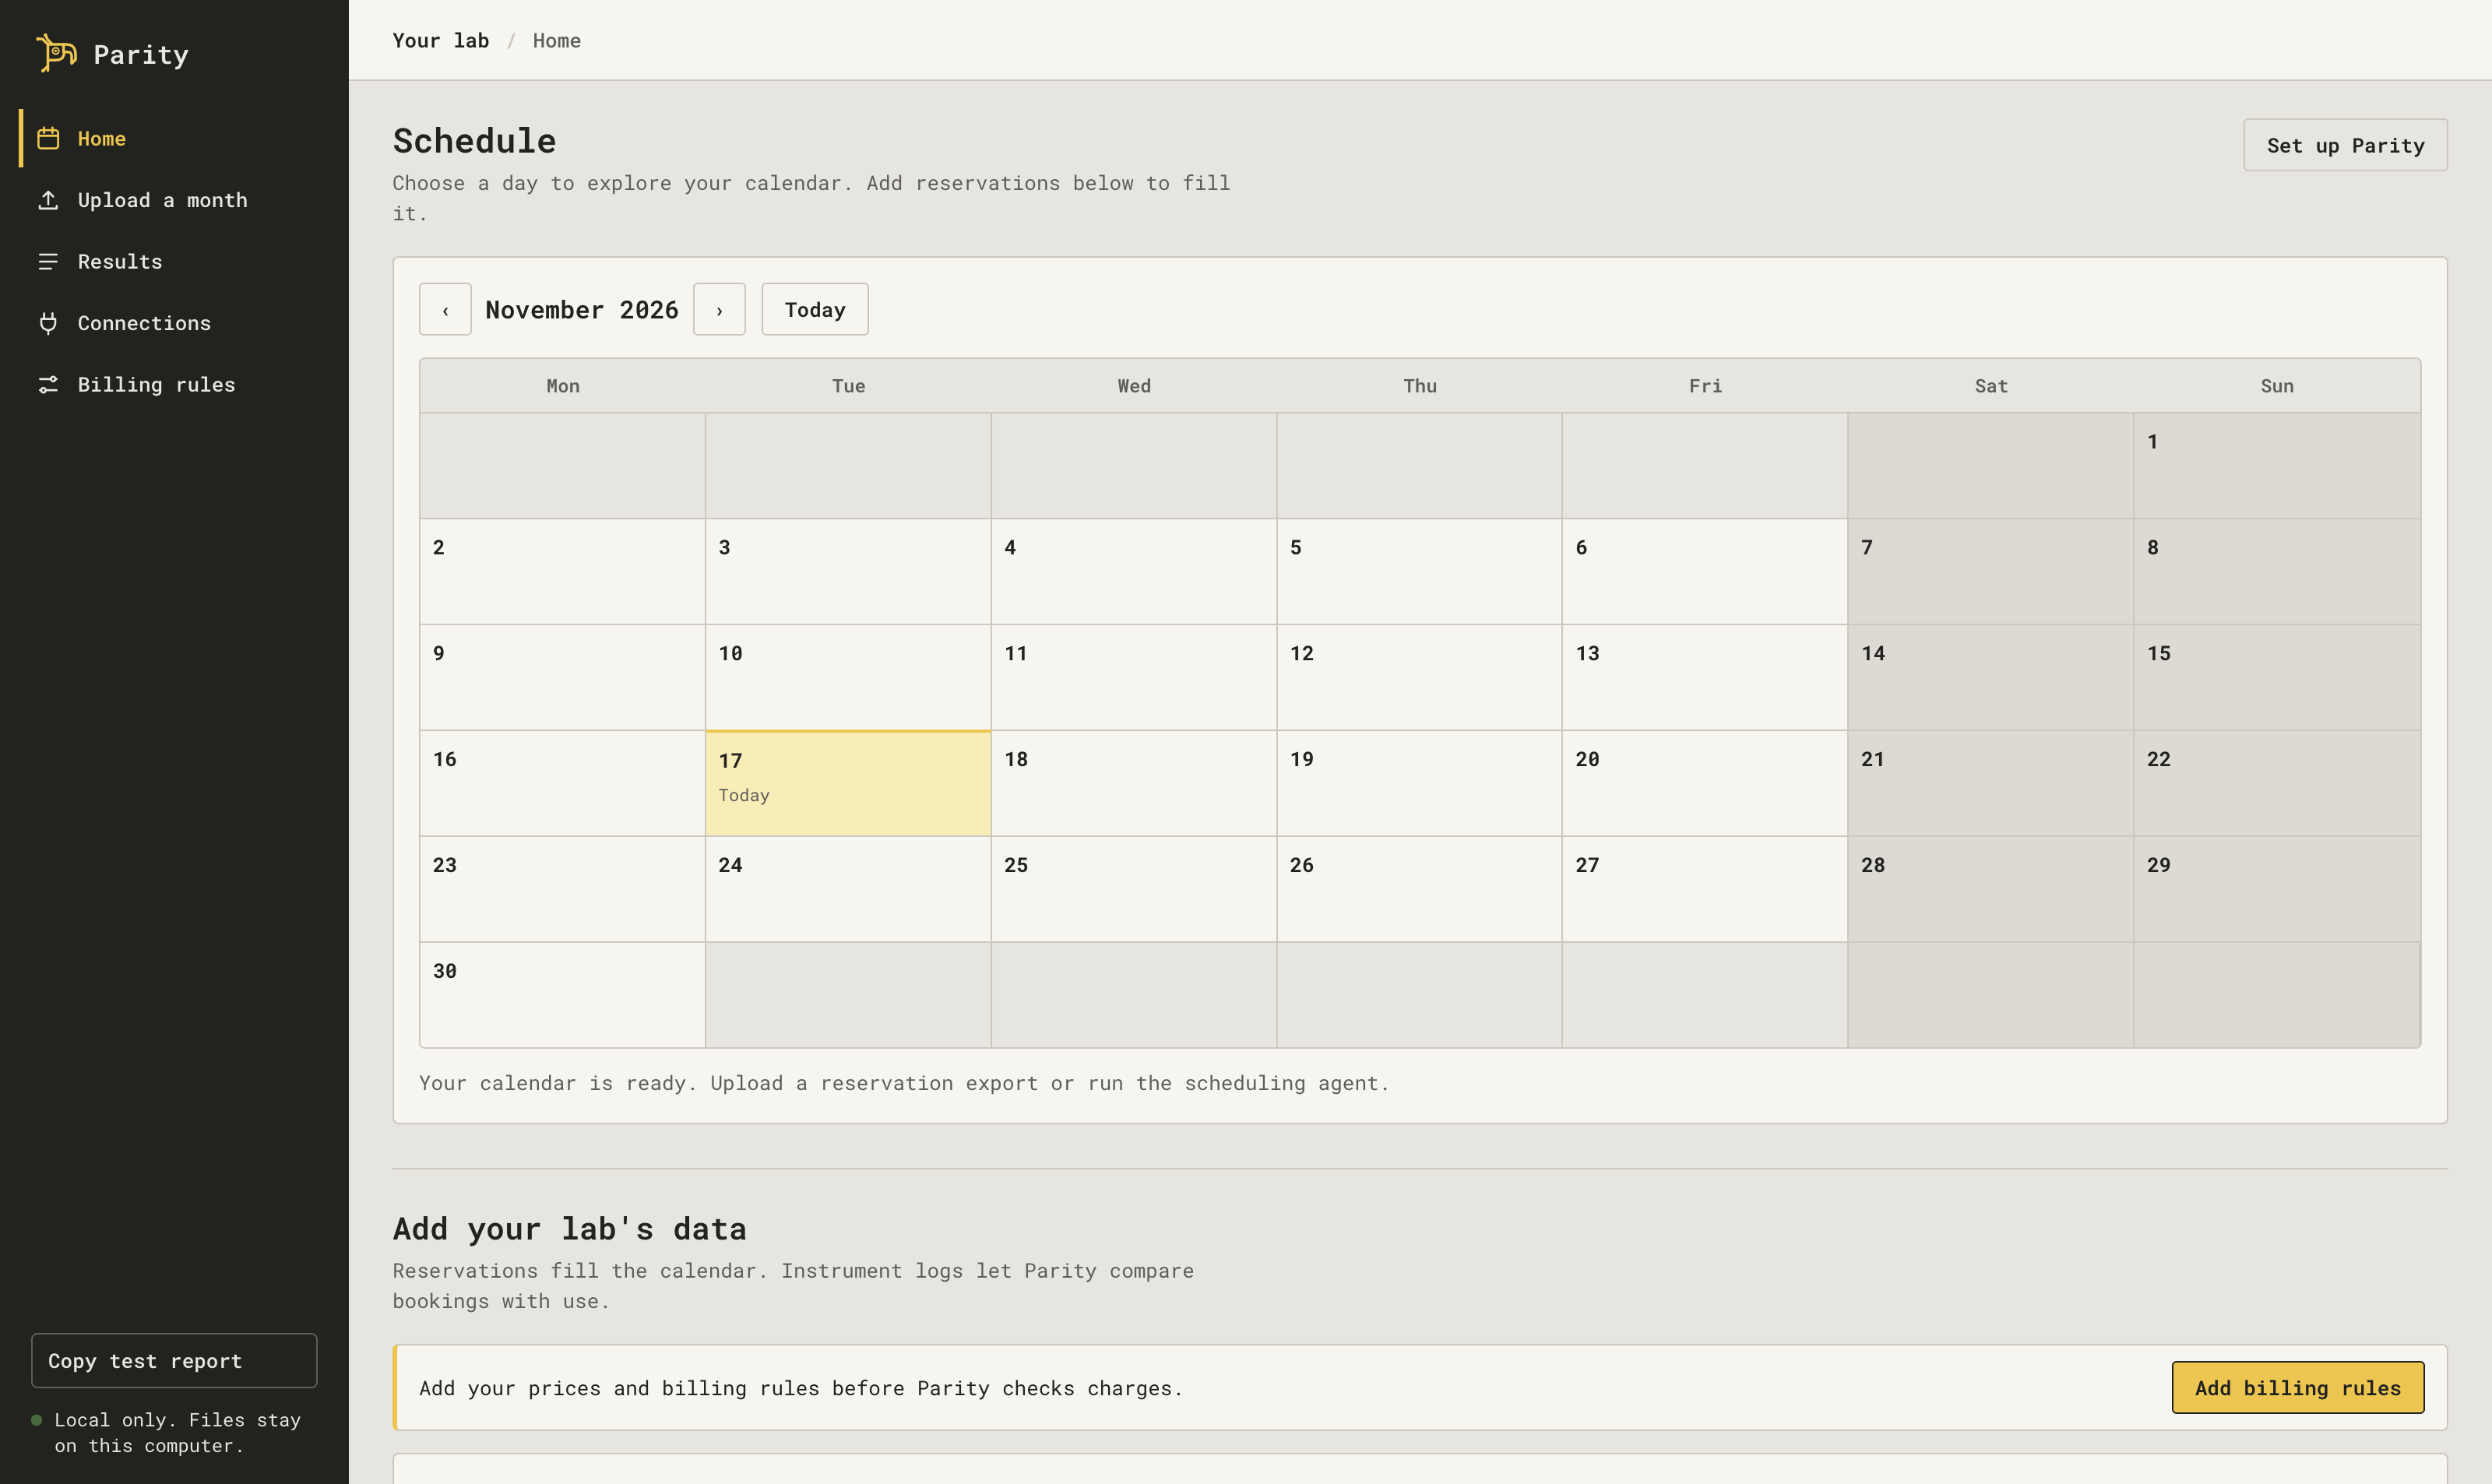 Parity
Home
Upload a month
Results
Connections
Billing rules
Copy test report
Local only. Files stay
on this computer.
Your lab / Home
Schedule
Choose a day to explore your calendar. Add reservations below to fill
it.
Set up Parity
‹ November 2026 › Today
Mon Tue Wed Thu Fri Sat Sun
1
2 3 4 5 6 7 8
9 10 11 12 13 14 15
16 17 18 19 20 21 22
Today
23 24 25 26 27 28 29
30
Your calendar is ready. Upload a reservation export or run the scheduling agent.
Add your lab's data
Reservations fill the calendar. Instrument logs let Parity compare
bookings with use.
Add your prices and billing rules before Parity checks charges.
Add billing rules